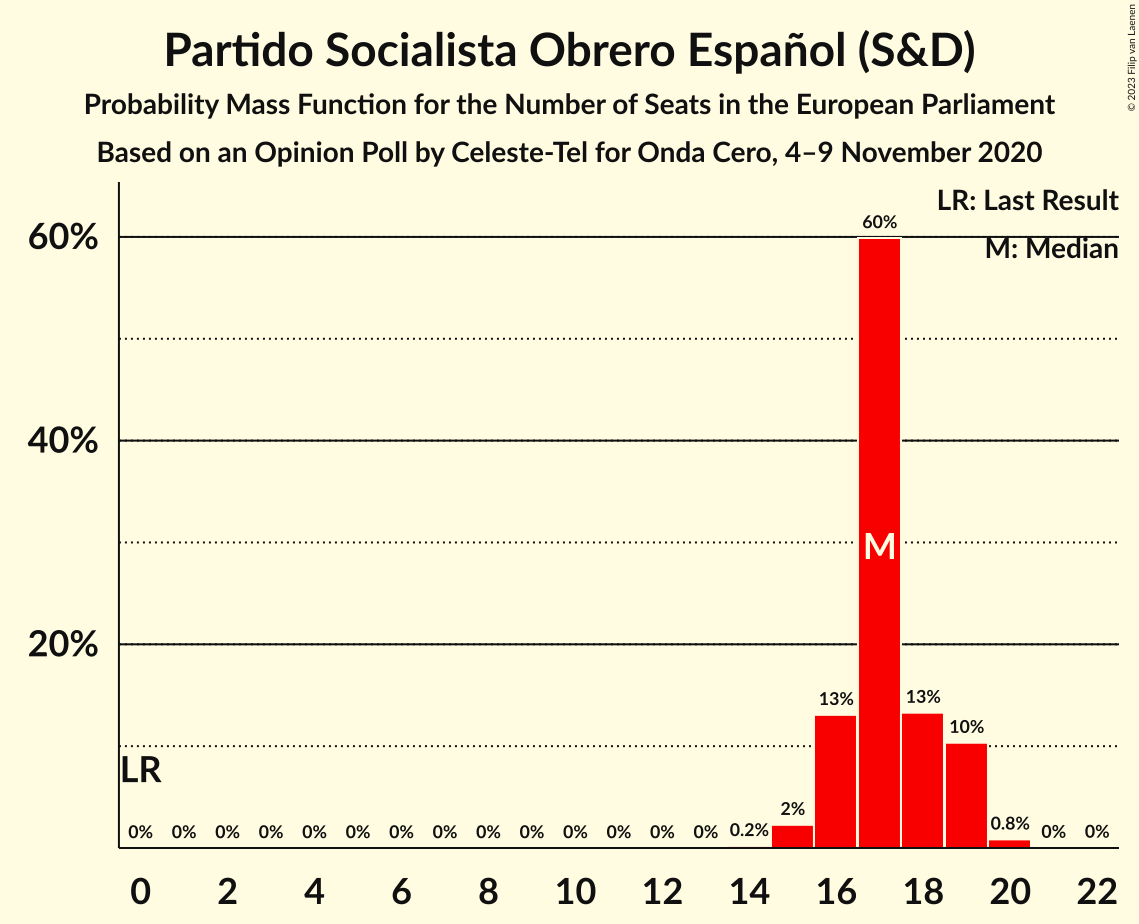 Partido Socialista Obrero Español (S&D)
Probability Mass Function for the Number of Seats in the European Parliament
Based on an Opinion Poll by Celeste-Tel for Onda Cero, 4–9 November 2020
© 2023 Filip van Laenen
LR: Last Result
M: Median
60%
40%
20%
60%
M
LR
0% 0% 0% 0% 0% 0% 0% 0% 0% 0% 0% 0% 0% 0% 0.2% 2% 13% 13% 10% 0.8% 0% 0%
0 2 4 6 8 10 12 14 16 18 20 22